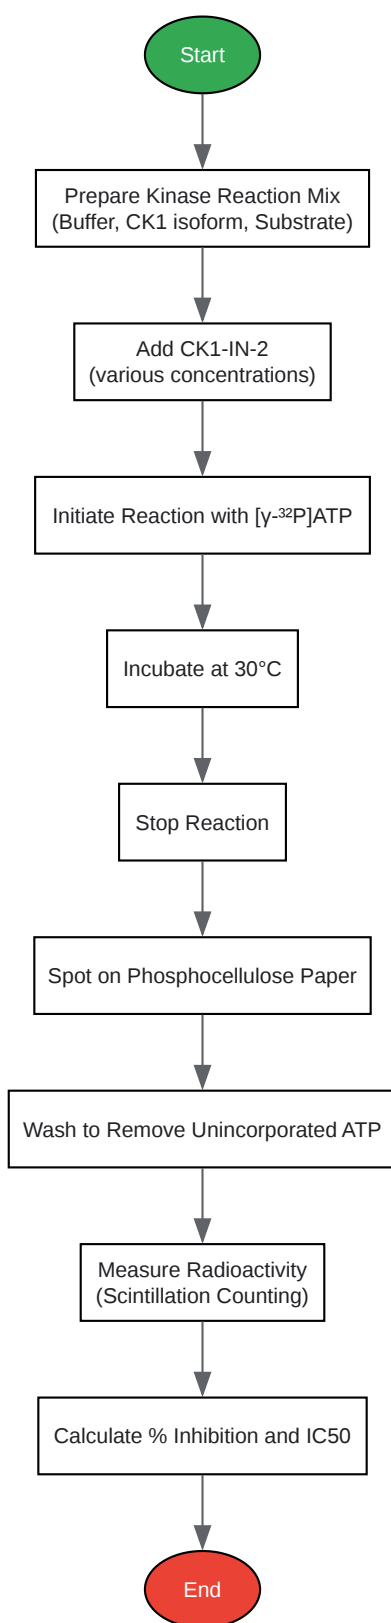 Start
Prepare Kinase Reaction Mix
(Buffer, CK1 isoform, Substrate)
Add CK1-IN-2
(various concentrations)
Initiate Reaction with [γ-³²P]ATP
Incubate at 30°C
Stop Reaction
Spot on Phosphocellulose Paper
Wash to Remove Unincorporated ATP
Measure Radioactivity
(Scintillation Counting)
Calculate % Inhibition and IC50
End